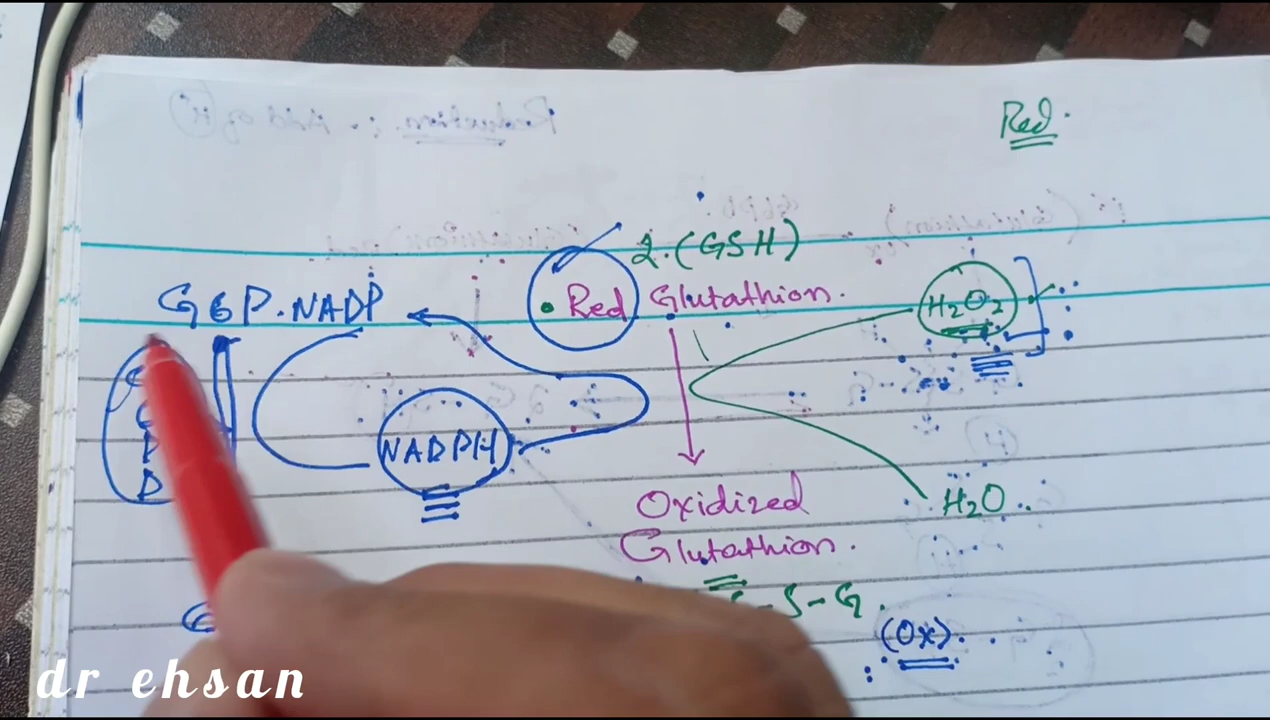 Red.
2.(GSH)
G6P.NADP
Red Glutathion.
H2O2
NADPH
P
D
Oxidized
Glutathion.
H2O..
-S-G.
(Ox).
dr ehsan